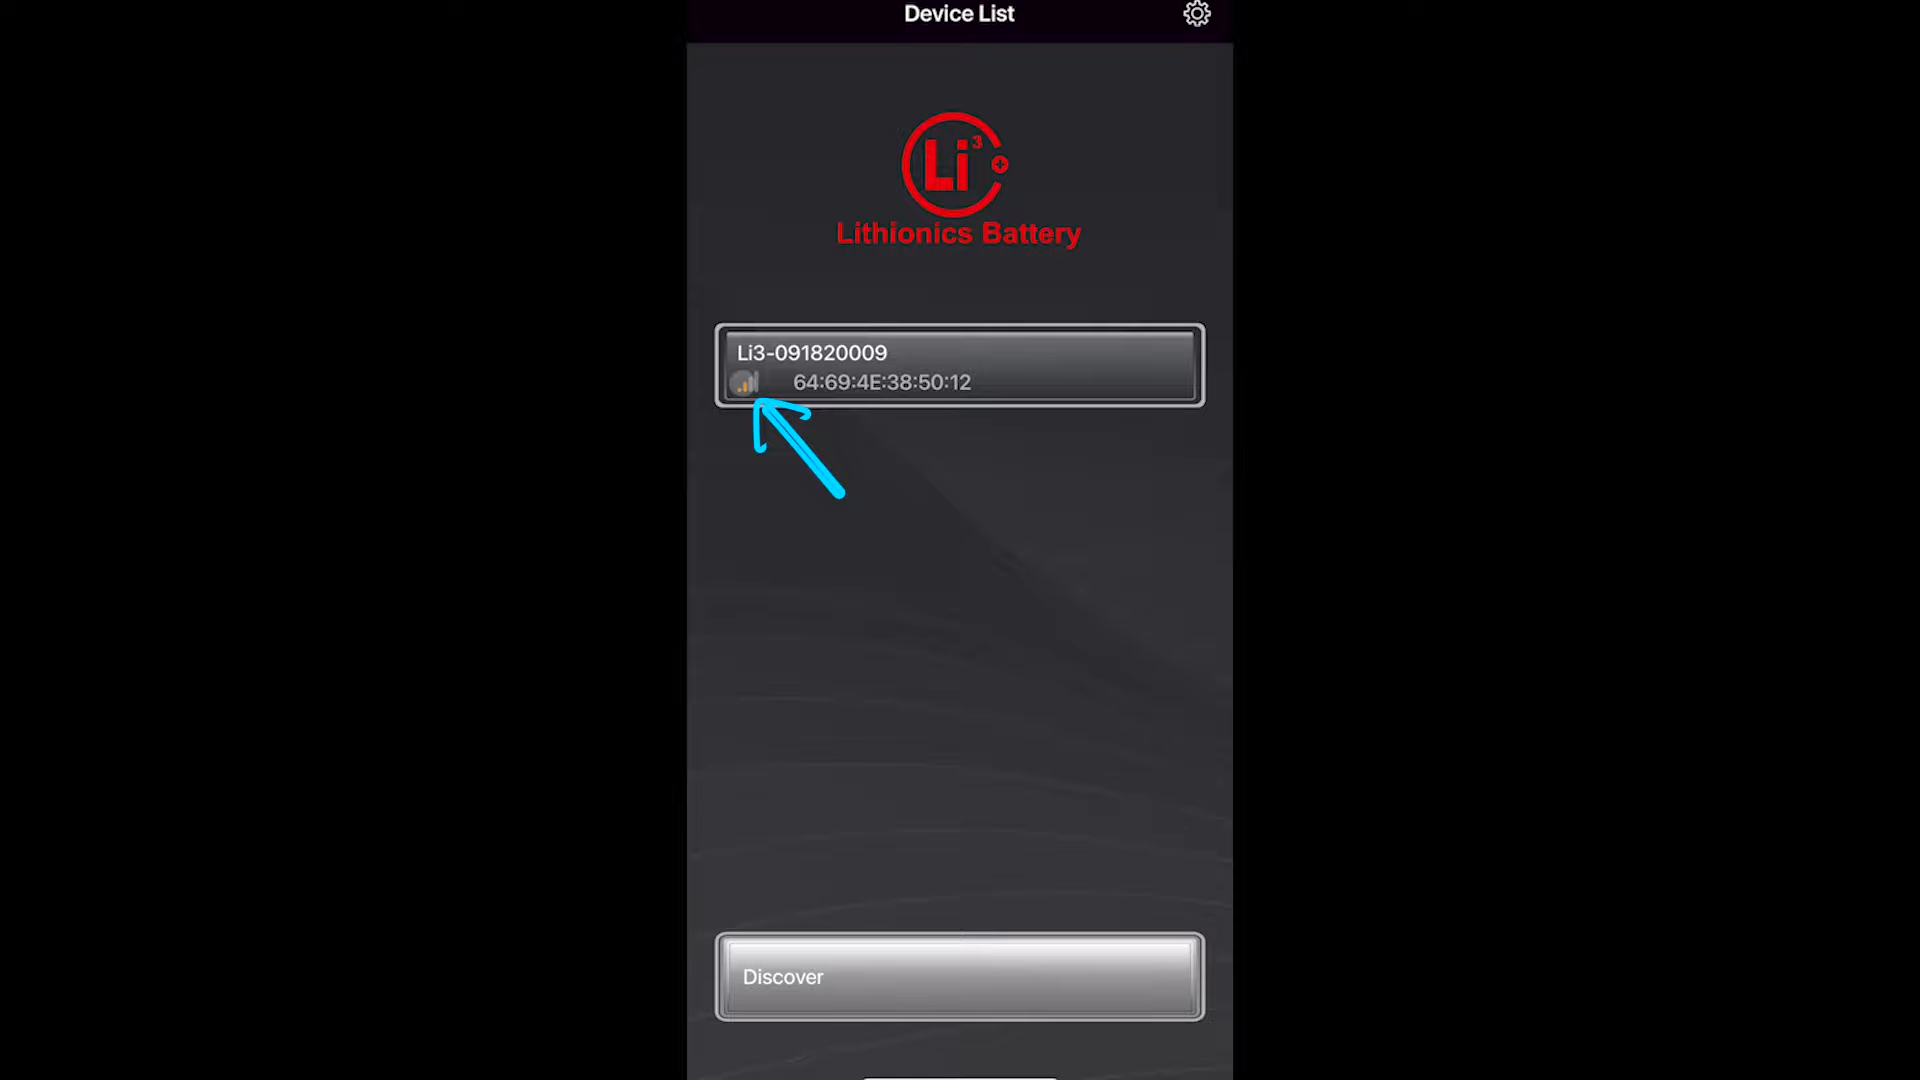 Device List
Li3
Lithionics Battery
Li3-091820009
64:69:4E:38:50:12
Discover